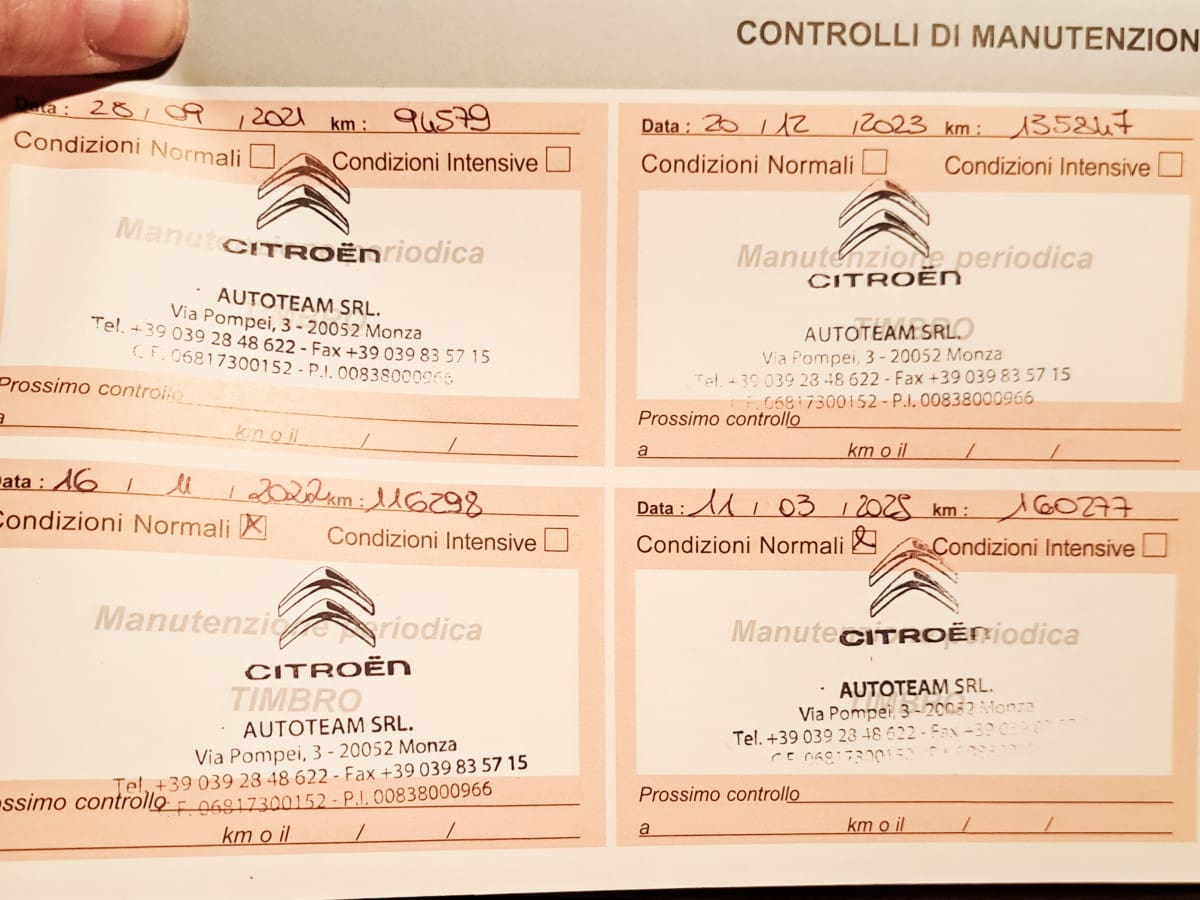 CONTROLLI DI MANUTENZION
Data : 28 / 09 / 2021 km : 94579
Condizioni Normali Condizioni Intensive
Manutenzione periodica
CITROËN
AUTOTEAM SRL.
Via Pompei, 3 - 20052 Monza
Tel. +39 039 28 48 622 - Fax +39 039 83 57 15
C.F. 06817300152 - P.I. 00838000966
Prossimo controllo
a km o il / /
Data : 16 / 11 / 2022 km : 116298
Condizioni Normali X Condizioni Intensive
Manutenzione periodica
CITROËN
TIMBRO
AUTOTEAM SRL.
Via Pompei, 3 - 20052 Monza
Tel. +39 039 28 48 622 - Fax +39 039 83 57 15
ossimo controllo C.F. 06817300152 - P.I. 00838000966
km o il / /
Data : 20 / 12 / 2023 km : 135247
Condizioni Normali Condizioni Intensive
Manutenzione periodica
CITROËN
TIMBRO
AUTOTEAM SRL.
Via Pompei, 3 - 20052 Monza
Tel. +39 039 28 48 622 - Fax +39 039 83 57 15
C.F. 06817300152 - P.I. 00838000966
Prossimo controllo
a km o il / /
Data : 11 / 03 / 2025 km : 160277
Condizioni Normali Condizioni Intensive
Manutenzione periodica
CITROËN
AUTOTEAM SRL.
TIMBRO
Via Pompei, 3 - 20052 Monza
Tel. +39 039 28 48 622 - Fax +39
C.F. 06817300152
Prossimo controllo
a km o il / /